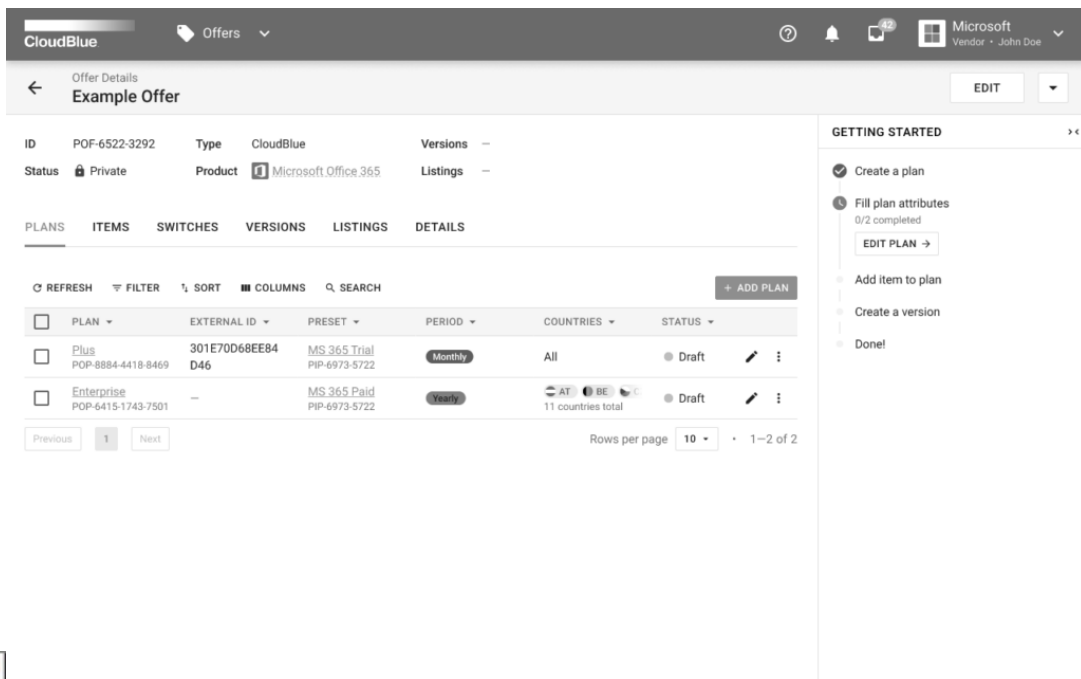 CloudBlue
Offers
42
Microsoft
Vendor • John Doe
Offer Details
Example Offer
EDIT
ID POF-6522-3292 Type CloudBlue Versions –
Status Private Product Microsoft Office 365 Listings –
PLANS ITEMS SWITCHES VERSIONS LISTINGS DETAILS
REFRESH FILTER SORT COLUMNS SEARCH + ADD PLAN
PLAN EXTERNAL ID PRESET PERIOD COUNTRIES STATUS
Plus 301E70D68EE84 MS 365 Trial Monthly All Draft
POP-8884-4418-8469 D46 PIP-6973-5722
Enterprise – MS 365 Paid Yearly AT BE Draft
POP-6415-1743-7501 PIP-6973-5722 11 countries total
Previous 1 Next Rows per page 10 • 1–2 of 2
GETTING STARTED
Create a plan
Fill plan attributes
0/2 completed
EDIT PLAN →
Add item to plan
Create a version
Done!